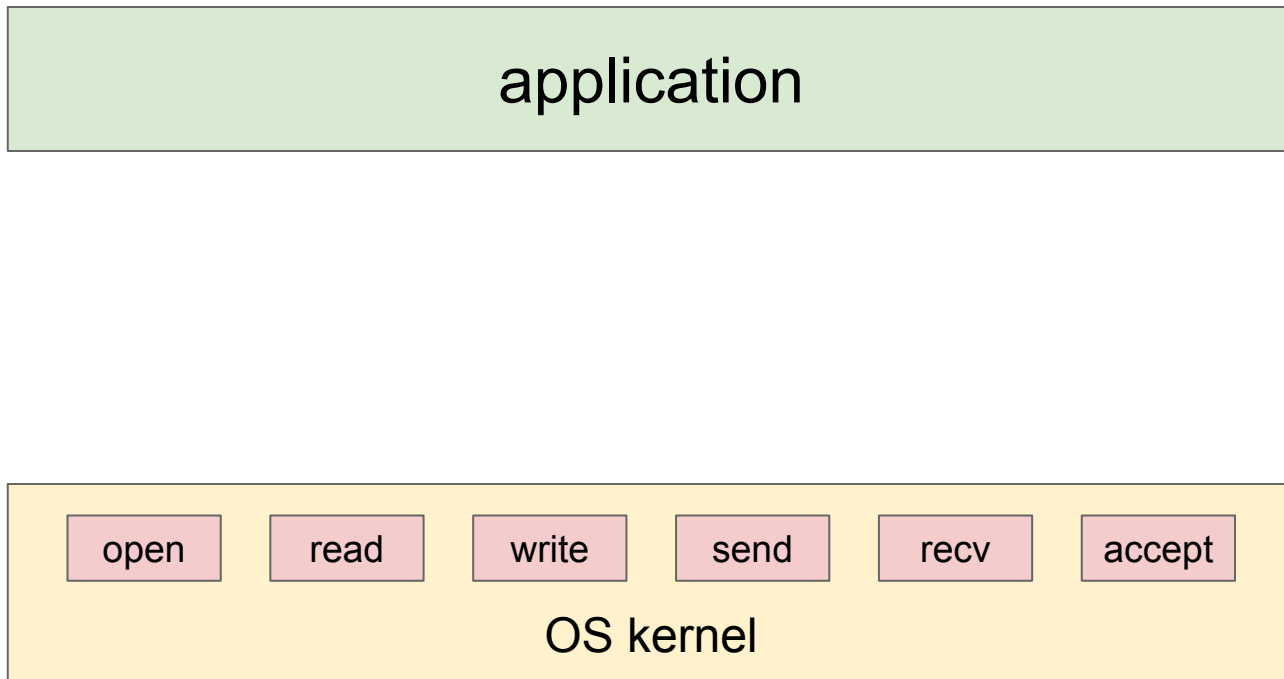 application
open read write send recv accept
OS kernel